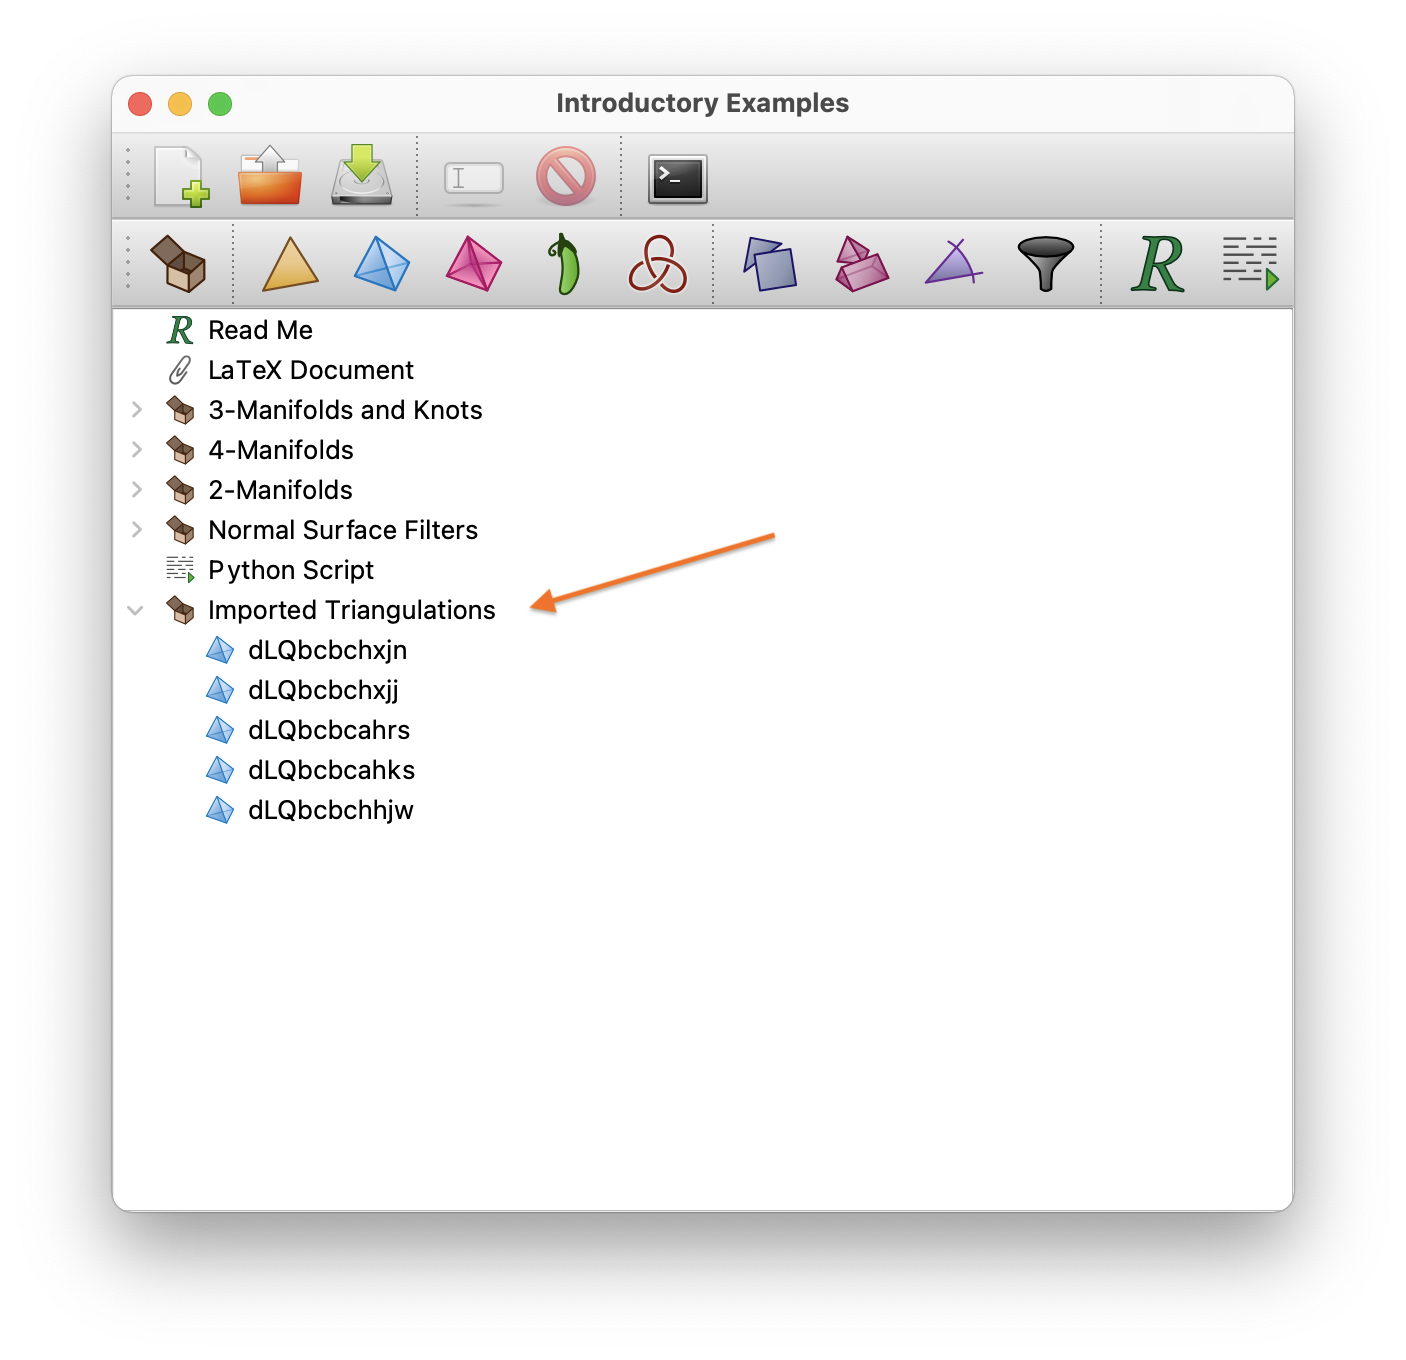 Introductory Examples
Read Me
LaTeX Document
3-Manifolds and Knots
4-Manifolds
2-Manifolds
Normal Surface Filters
Python Script
Imported Triangulations
dLQbcbchxjn
dLQbcbchxjj
dLQbcbcahrs
dLQbcbcahks
dLQbcbchhjw